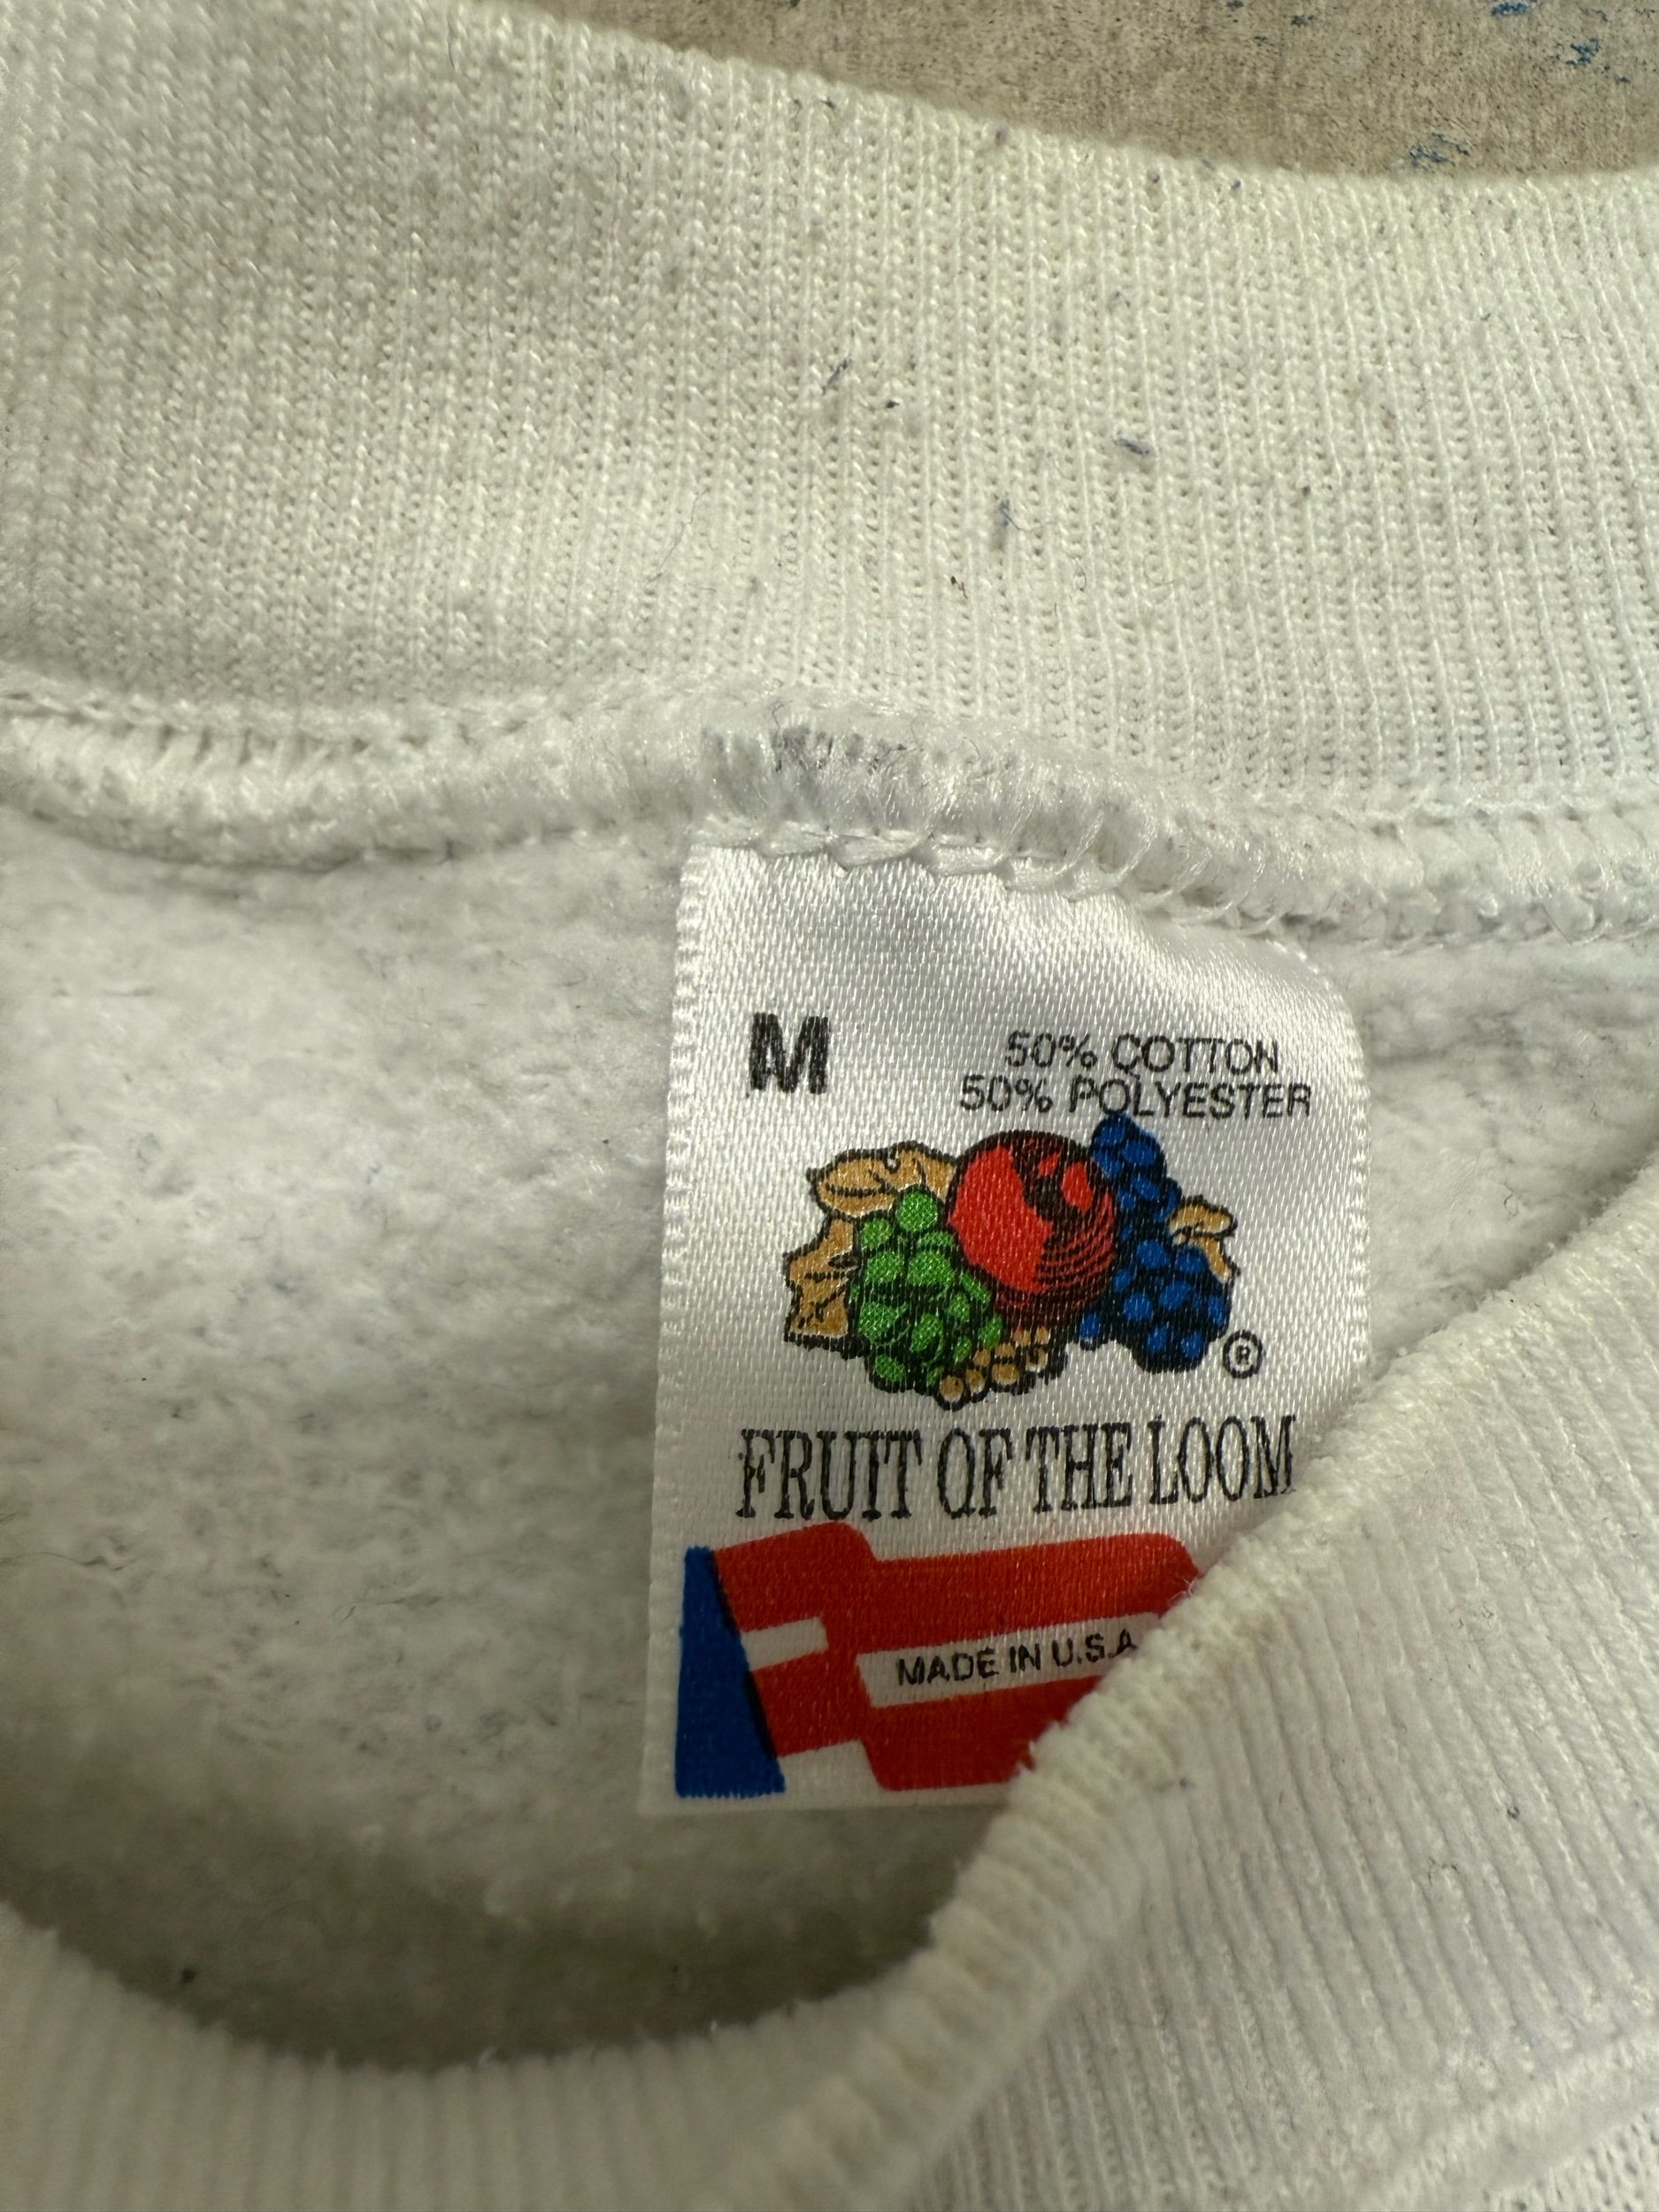 M
50% COTTON
50% POLYESTER
®
FRUIT OF THE LOOM
MADE IN U.S.A